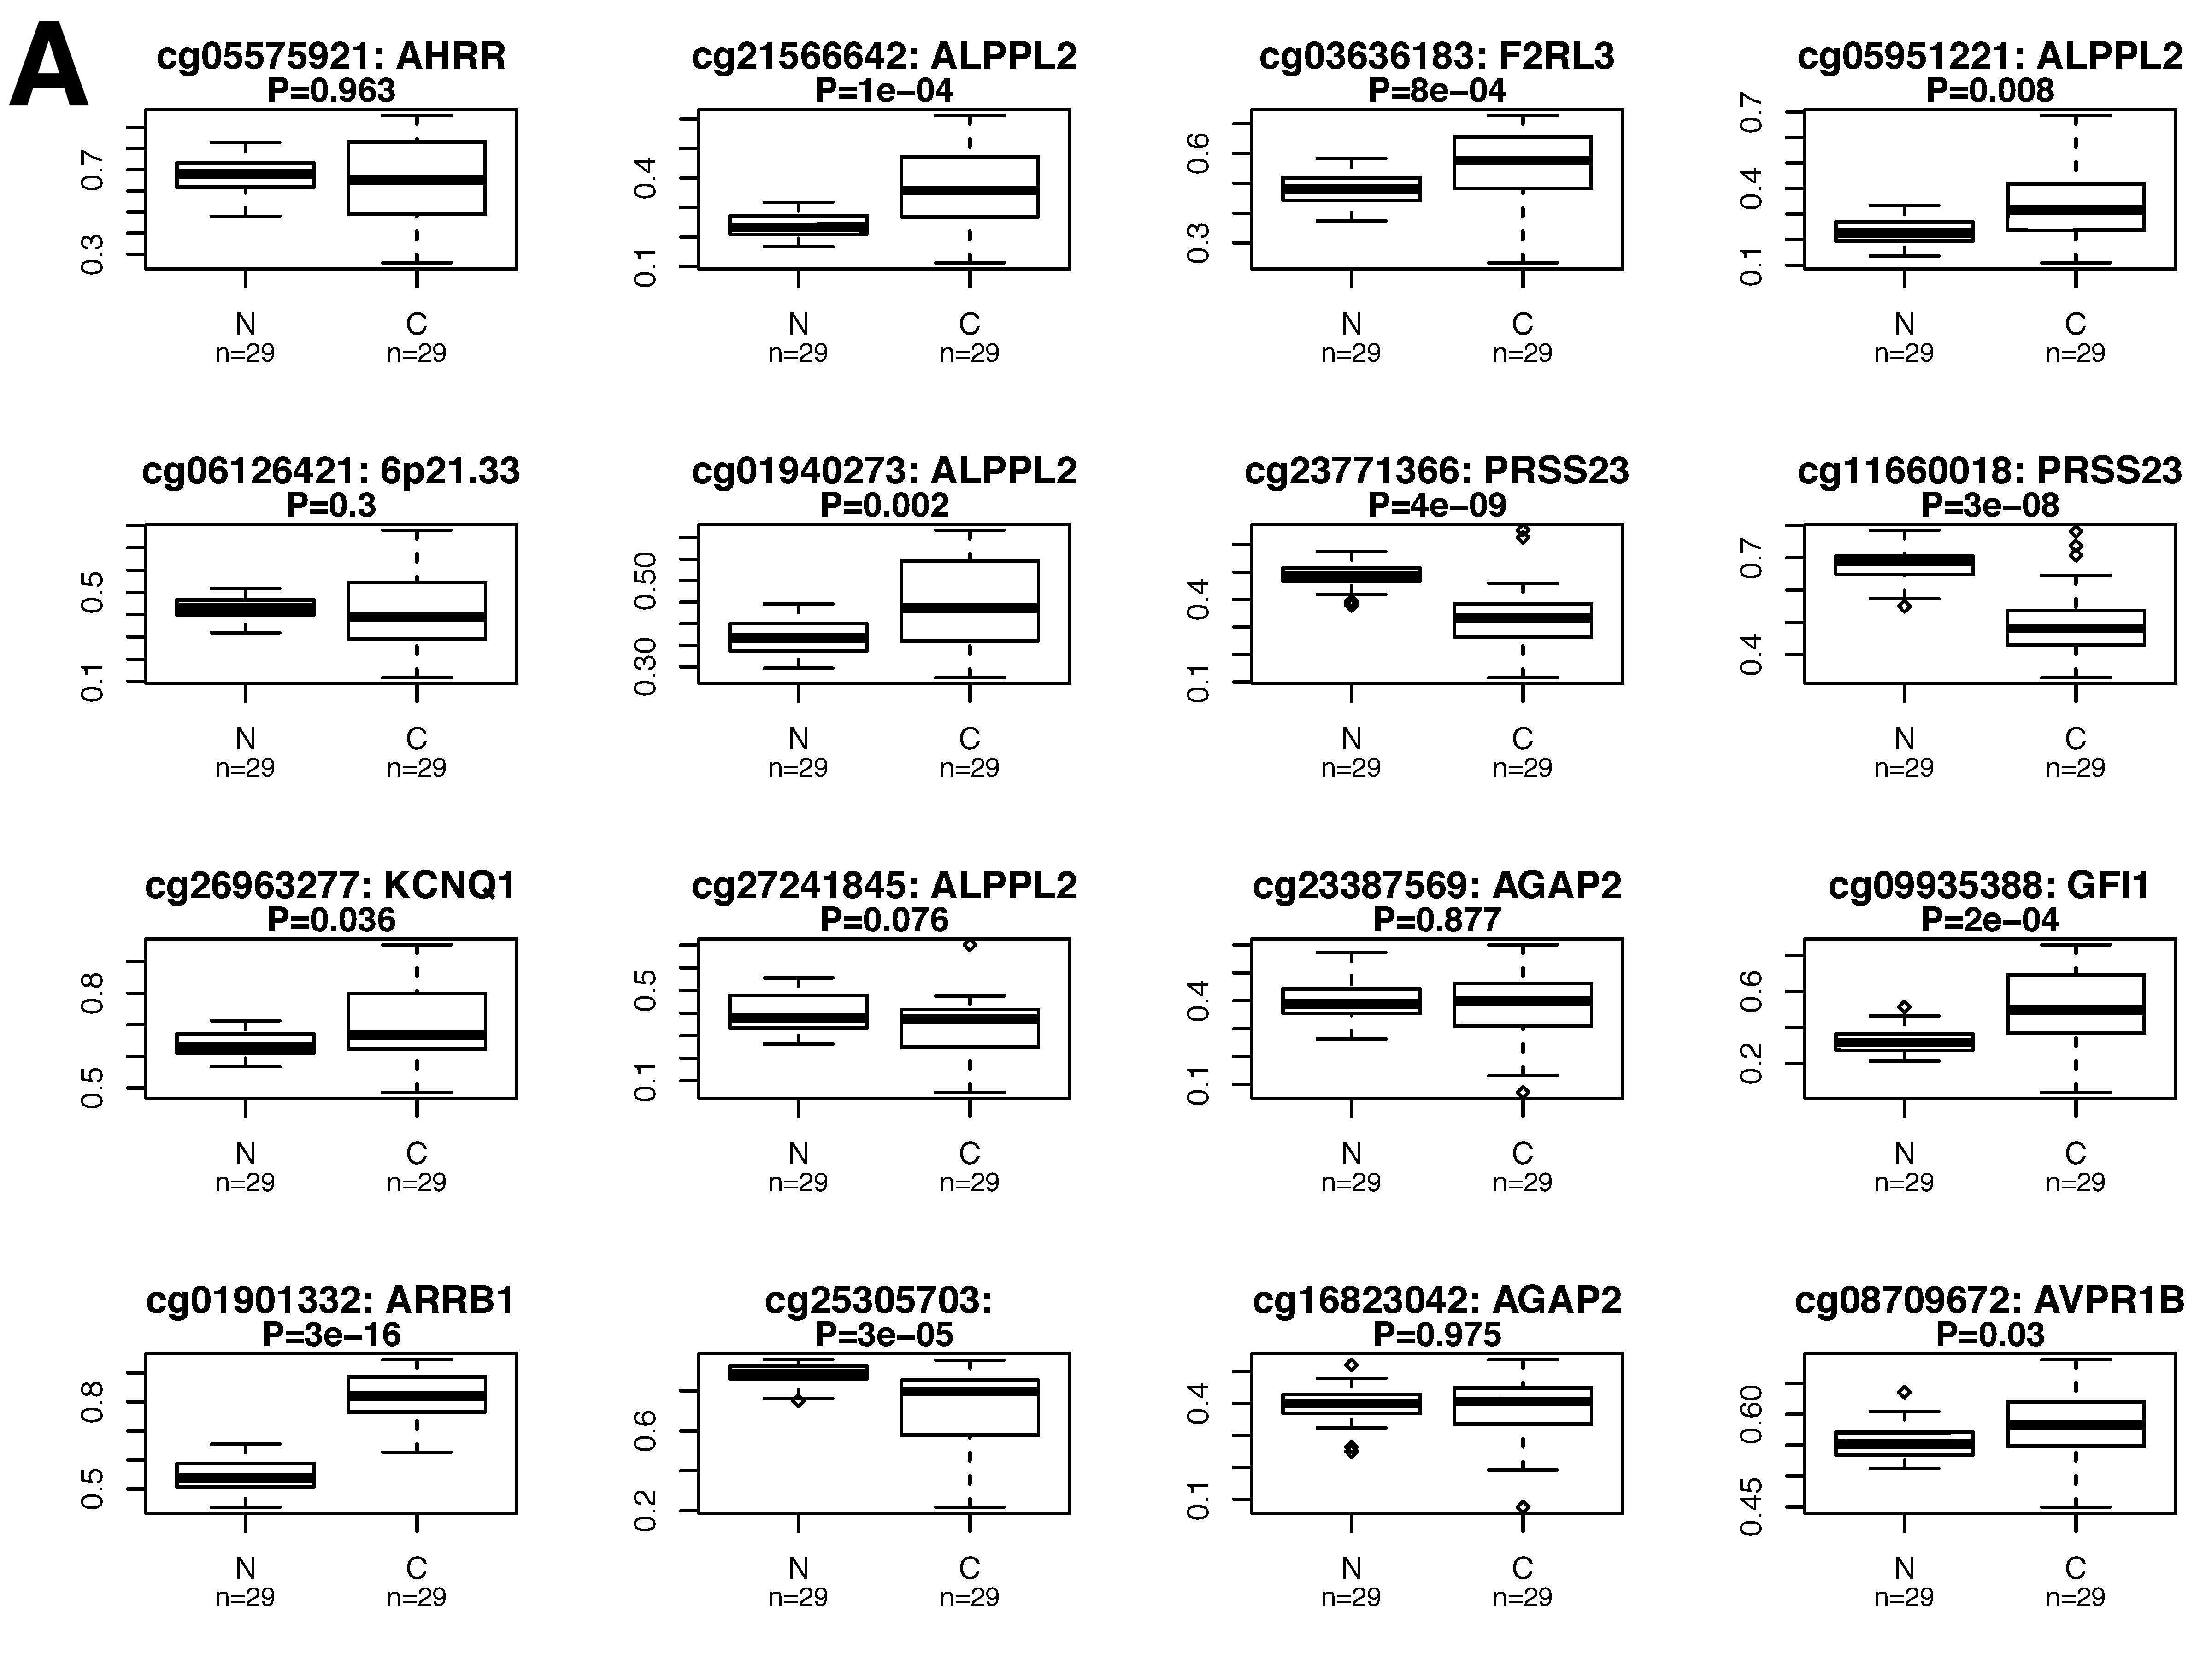 A
cg05575921: AHRR
P=0.963
0.7
0.3
N
n=29
C
n=29
cg21566642: ALPPL2
P=1e−04
0.4
0.1
N
n=29
C
n=29
cg03636183: F2RL3
P=8e−04
0.6
0.3
N
n=29
C
n=29
cg05951221: ALPPL2
P=0.008
0.7
0.4
0.1
N
n=29
C
n=29
cg06126421: 6p21.33
P=0.3
0.5
0.1
N
n=29
C
n=29
cg01940273: ALPPL2
P=0.002
0.50
0.30
N
n=29
C
n=29
cg23771366: PRSS23
P=4e−09
0.4
0.1
N
n=29
C
n=29
cg11660018: PRSS23
P=3e−08
0.7
0.4
N
n=29
C
n=29
cg26963277: KCNQ1
P=0.036
0.8
0.5
N
n=29
C
n=29
cg27241845: ALPPL2
P=0.076
0.5
0.1
N
n=29
C
n=29
cg23387569: AGAP2
P=0.877
0.4
0.1
N
n=29
C
n=29
cg09935388: GFI1
P=2e−04
0.6
0.2
N
n=29
C
n=29
cg01901332: ARRB1
P=3e−16
0.8
0.5
N
n=29
C
n=29
cg25305703:
P=3e−05
0.6
0.2
N
n=29
C
n=29
cg16823042: AGAP2
P=0.975
0.4
0.1
N
n=29
C
n=29
cg08709672: AVPR1B
P=0.03
0.60
0.45
N
n=29
C
n=29